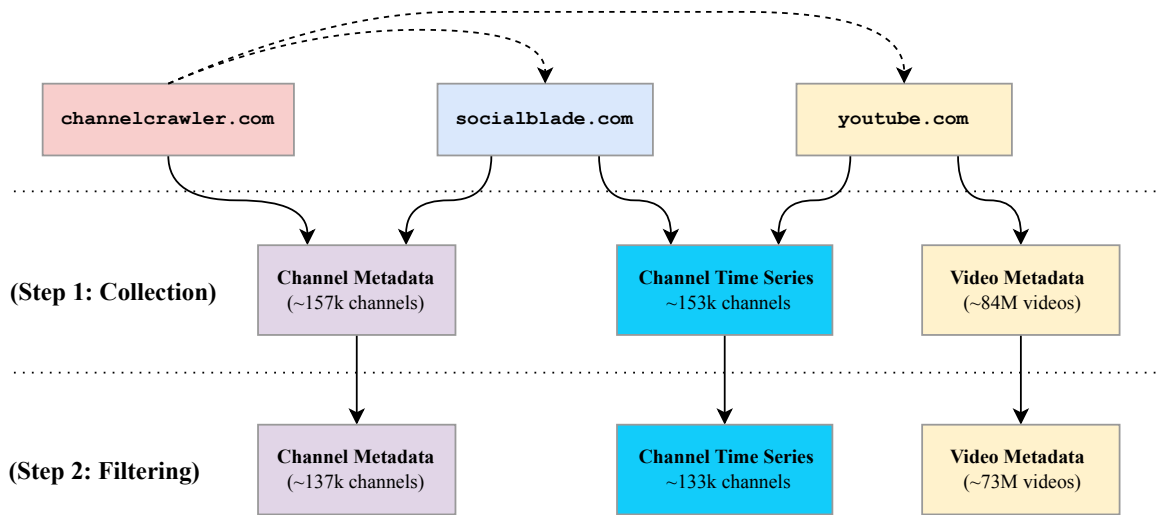 channelcrawler.com
socialblade.com
youtube.com
(Step 1: Collection)
Channel Metadata
(~157k channels)
Channel Time Series
~153k channels
Video Metadata
(~84M videos)
(Step 2: Filtering)
Channel Metadata
(~137k channels)
Channel Time Series
~133k channels
Video Metadata
(~73M videos)